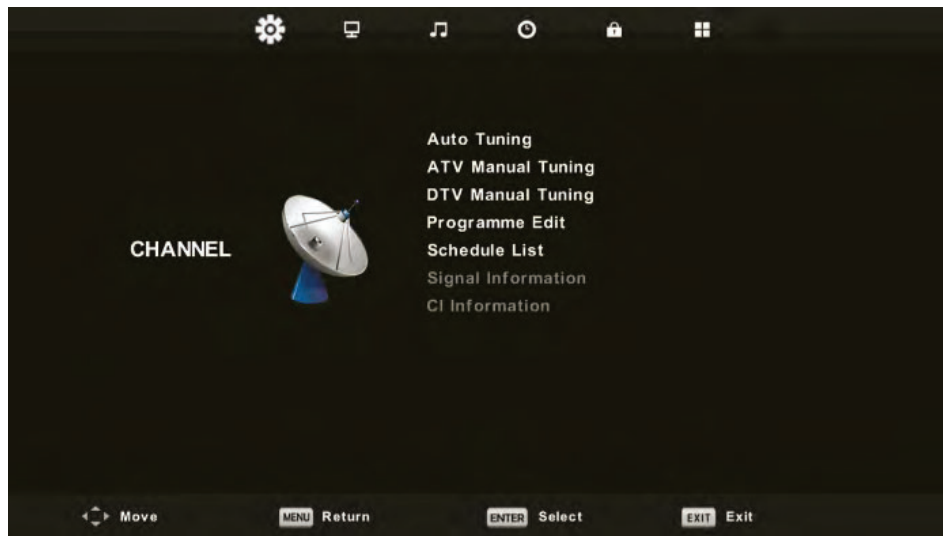 Auto Tuning
ATV Manual Tuning
DTV Manual Tuning
Programme Edit
CHANNEL
Schedule List
Signal Information
CI Information
Move MENU Return ENTER Select EXIT Exit